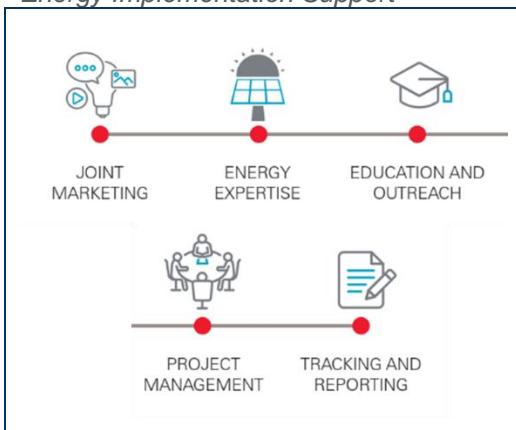 Energy Implementation Support
JOINT
MARKETING
ENERGY
EXPERTISE
EDUCATION AND
OUTREACH
PROJECT
MANAGEMENT
TRACKING AND
REPORTING